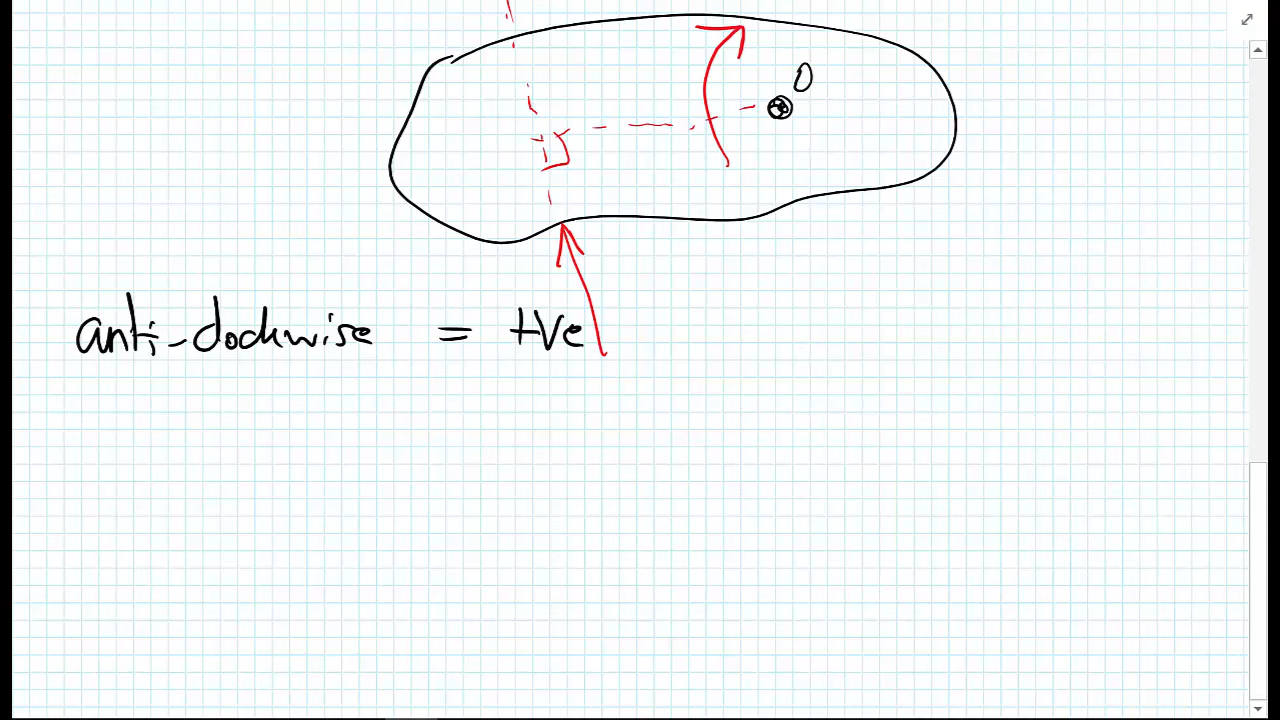 O
anti-clockwise = +ve